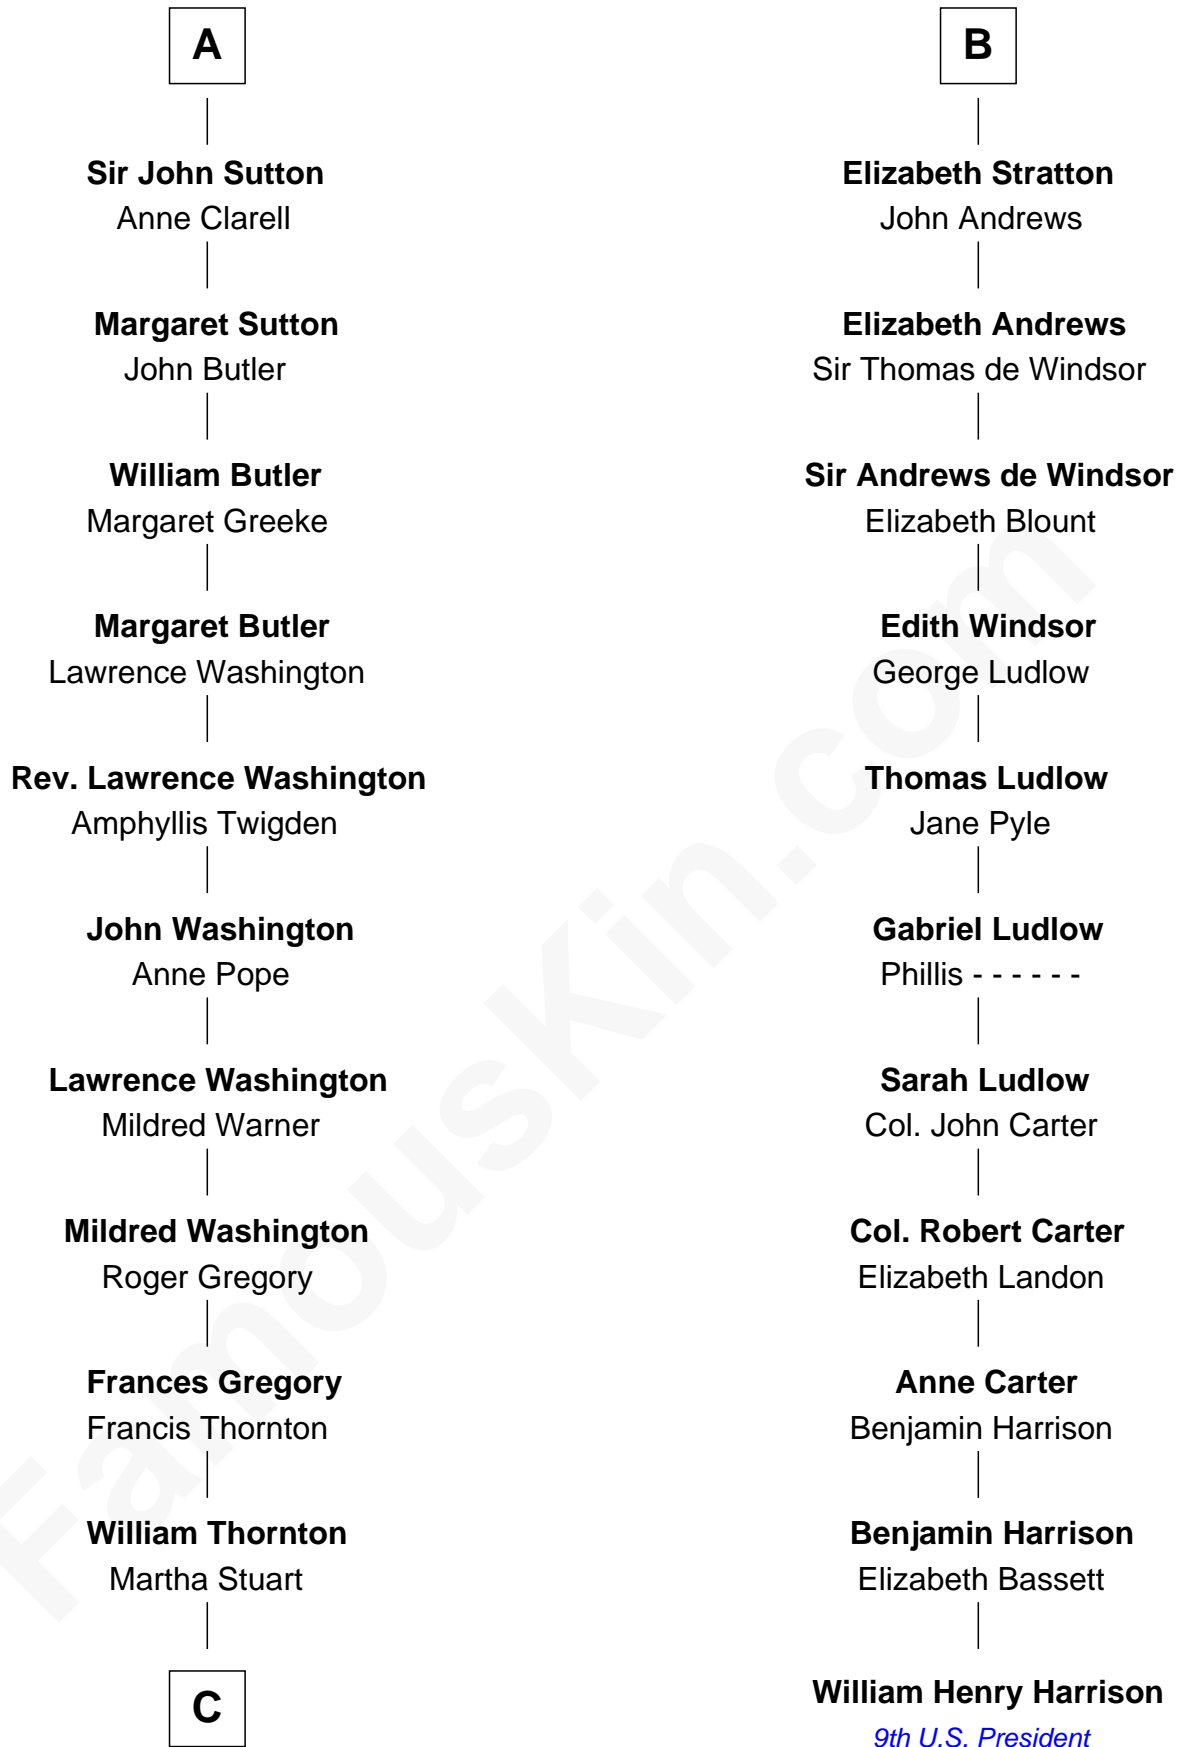 A
Sir John Sutton
Anne Clarell
Margaret Sutton
John Butler
William Butler
Margaret Greeke
Margaret Butler
Lawrence Washington
Rev. Lawrence Washington
Amphyllis Twigden
John Washington
Anne Pope
Lawrence Washington
Mildred Warner
Mildred Washington
Roger Gregory
Frances Gregory
Francis Thornton
William Thornton
Martha Stuart
C
B
Elizabeth Stratton
John Andrews
Elizabeth Andrews
Sir Thomas de Windsor
Sir Andrews de Windsor
Elizabeth Blount
Edith Windsor
George Ludlow
Thomas Ludlow
Jane Pyle
Gabriel Ludlow
Phillis - - - - - -
Sarah Ludlow
Col. John Carter
Col. Robert Carter
Elizabeth Landon
Anne Carter
Benjamin Harrison
Benjamin Harrison
Elizabeth Bassett
William Henry Harrison
9th U.S. President
FamousKin.com